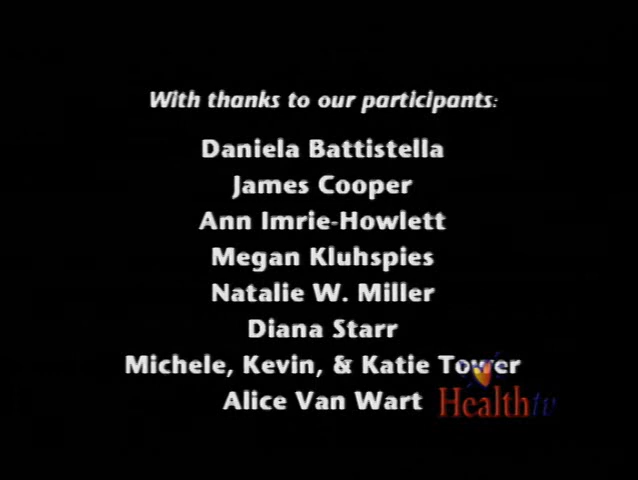 With thanks to our participants:
Daniela Battistella
James Cooper
Ann Imrie-Howlett
Megan Kluhspies
Natalie W. Miller
Diana Starr
Michele, Kevin, & Katie Tower
Alice Van Wart
Healthtv